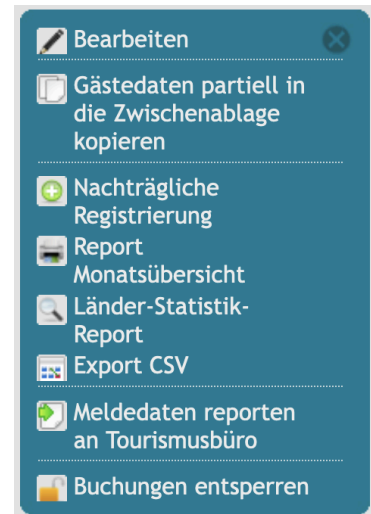 Bearbeiten
Gästedaten partiell in
die Zwischenablage
kopieren
Nachträgliche
Registrierung
Report
Monatsübersicht
Länder-Statistik-
Report
Export CSV
Meldedaten reporten
an Tourismusbüro
Buchungen entsperren